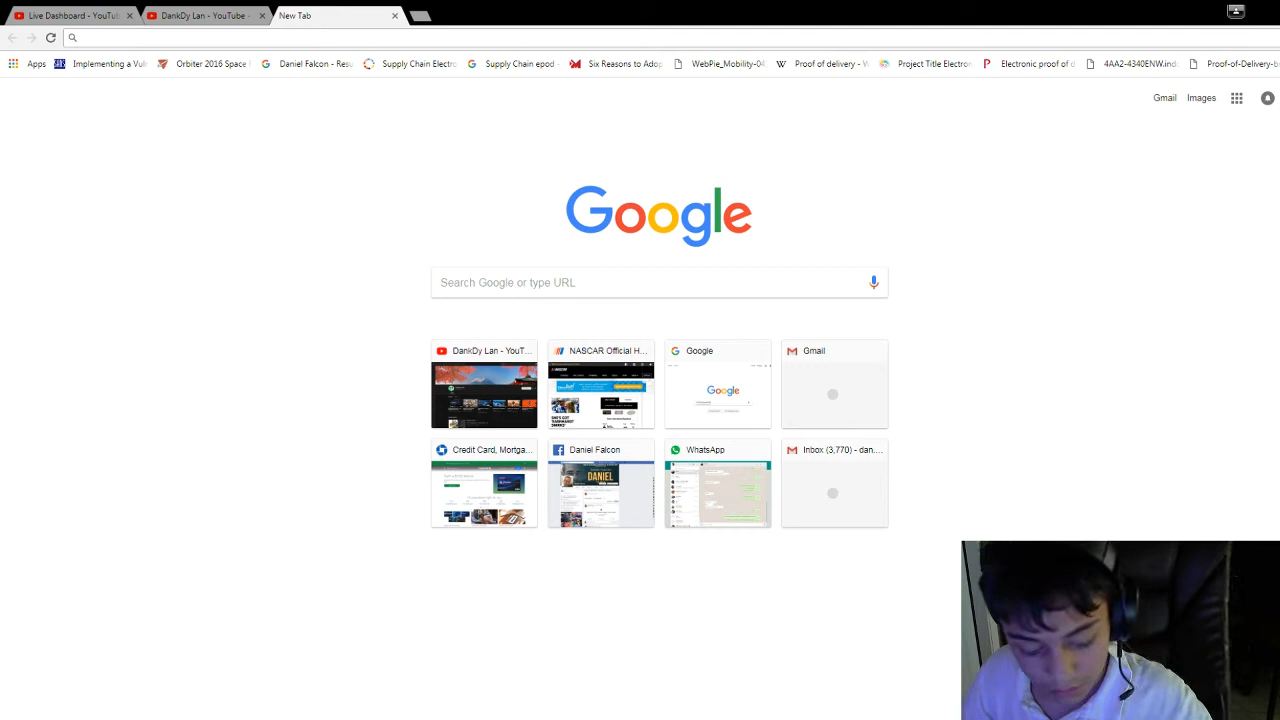 Live Dashboard - YouTub
DankDy Lan - YouTube -
New Tab
Apps
Implementing a Vul
Orbiter 2016 Space
Daniel Falcon - Resu
Supply Chain Electro
Supply Chain epod -
Six Reasons to Adop
WebPie_Mobility-04
Proof of delivery - W
Project Title Electron
Electronic proof of d
4AA2-4340ENW.indd
Proof-of-Delivery-b
Gmail
Images
Google
Search Google or type URL
DankDy Lan - YouT...
NASCAR Official H...
Google
Gmail
Google
Credit Card, Mortga...
Daniel Falcon
WhatsApp
Inbox (3,770) - dan....
DANIEL